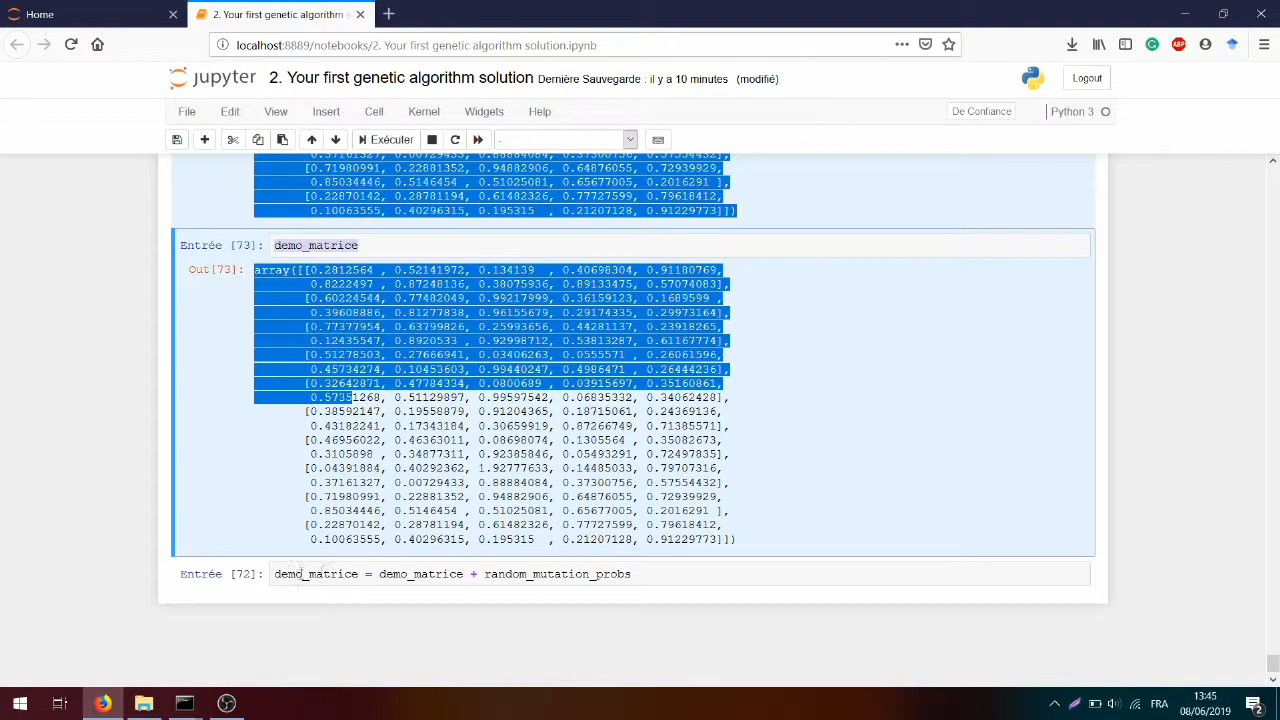 Home
2. Your first genetic algorithm s
localhost:8889/notebooks/2. Your first genetic algorithm solution.ipynb
ABP
jupyter 2. Your first genetic algorithm solution Dernière Sauvegarde : il y a 10 minutes (modifié)
Logout
File Edit View Insert Cell Kernel Widgets Help
De Confiance
Python 3
Exécuter
0.37161327, 0.00729433, 0.88884084, 0.37300756, 0.57554432],
[0.71980991, 0.22881352, 0.94882906, 0.64876055, 0.72939929,
0.85034446, 0.5146454 , 0.51025081, 0.65677005, 0.2016291 ],
[0.22870142, 0.28781194, 0.61482326, 0.77727599, 0.79618412,
0.10063555, 0.40296315, 0.195315 , 0.21207128, 0.91229773]])
Entrée [73]: demo_matrice
Out[73]: array([[0.2812564 , 0.52141972, 0.134139 , 0.40698304, 0.91180769,
0.8222497 , 0.87248136, 0.38075936, 0.89133475, 0.57074083],
[0.60224544, 0.77482049, 0.99217999, 0.36159123, 0.1689599 ,
0.39608886, 0.81277838, 0.96155679, 0.29174335, 0.29973164],
[0.77377954, 0.63799826, 0.25993656, 0.44281137, 0.23918265,
0.12435547, 0.8920533 , 0.92998712, 0.53813287, 0.61167774],
[0.51278503, 0.27666941, 0.03406263, 0.0555571 , 0.26061596,
0.45734274, 0.10453603, 0.99440247, 0.4986471 , 0.26444236],
[0.32642871, 0.47784334, 0.0800689 , 0.03915697, 0.35160861,
0.57351268, 0.51129897, 0.99597542, 0.06835332, 0.34062428],
[0.38592147, 0.19558879, 0.91204365, 0.18715061, 0.24369136,
0.43182241, 0.17343184, 0.30659919, 0.87266749, 0.71385571],
[0.46956022, 0.46363011, 0.08698074, 0.1305564 , 0.35082673,
0.3105898 , 0.34877311, 0.92385846, 0.05493291, 0.72497835],
[0.04391884, 0.40292362, 1.92777633, 0.14485033, 0.79707316,
0.37161327, 0.00729433, 0.88884084, 0.37300756, 0.57554432],
[0.71980991, 0.22881352, 0.94882906, 0.64876055, 0.72939929,
0.85034446, 0.5146454 , 0.51025081, 0.65677005, 0.2016291 ],
[0.22870142, 0.28781194, 0.61482326, 0.77727599, 0.79618412,
0.10063555, 0.40296315, 0.195315 , 0.21207128, 0.91229773]])
Entrée [72]: demo_matrice = demo_matrice + random_mutation_probs
FRA
13:45
08/06/2019
2